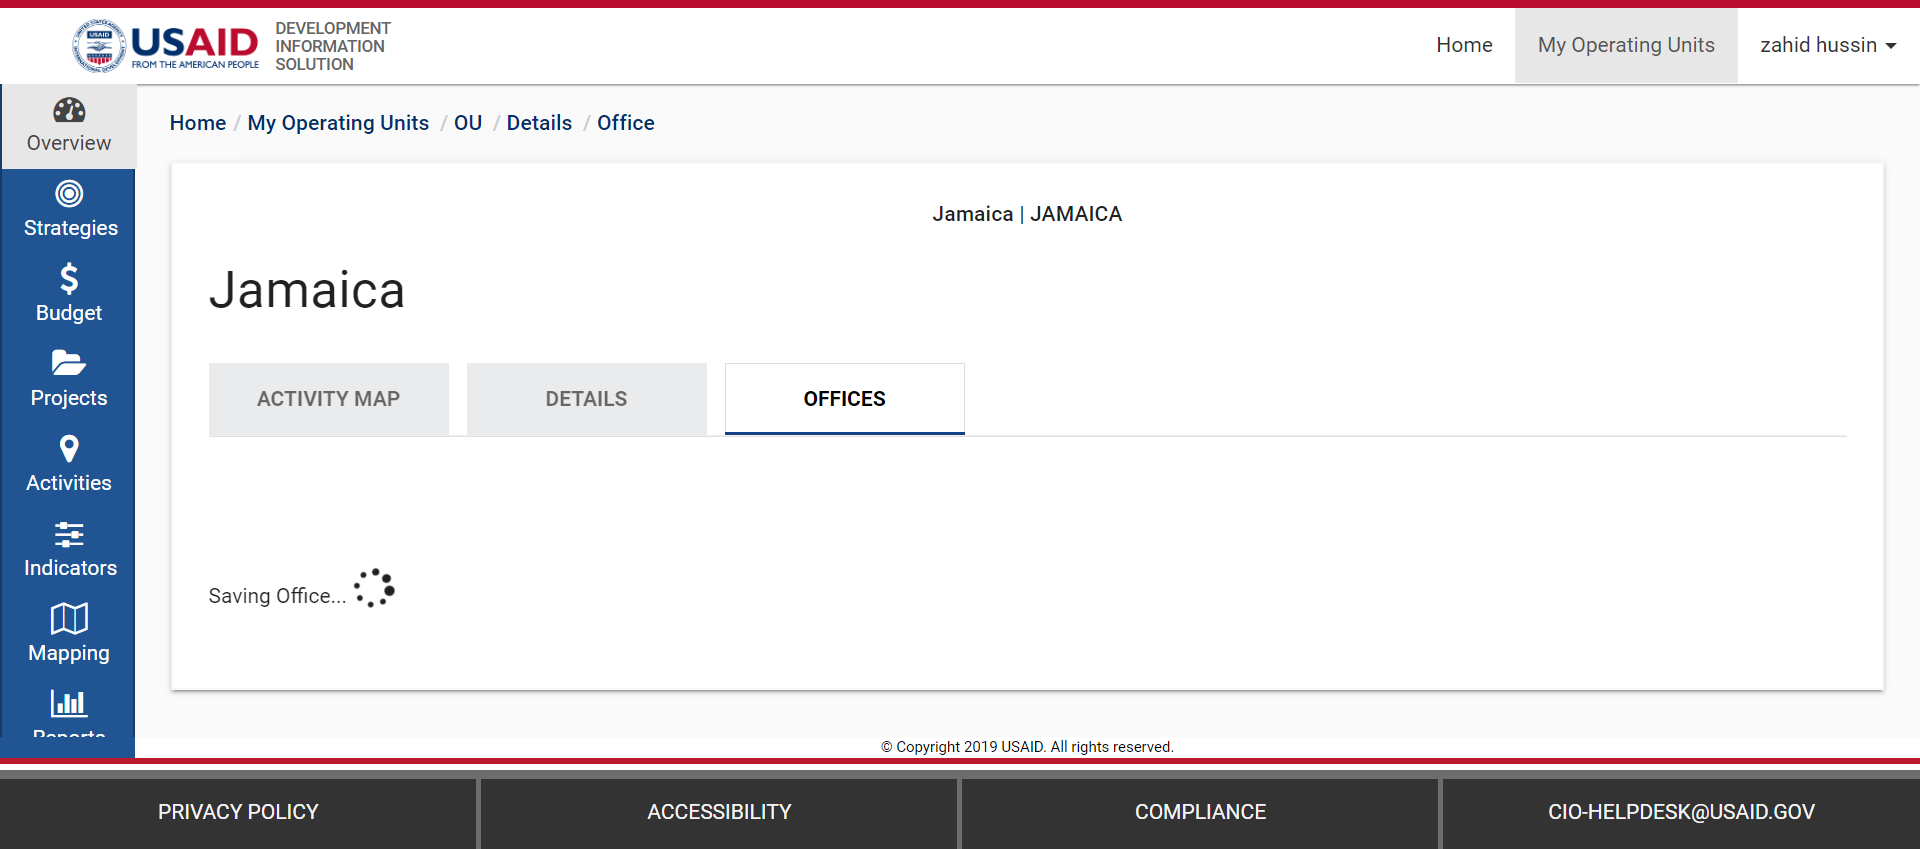 USAID
FROM THE AMERICAN PEOPLE
DEVELOPMENT
INFORMATION
SOLUTION
Home
My Operating Units
zahid hussin
Overview
Strategies
Budget
Projects
Activities
Indicators
Mapping
Reports
Home / My Operating Units / OU / Details / Office
Jamaica | JAMAICA
Jamaica
ACTIVITY MAP
DETAILS
OFFICES
Saving Office...
© Copyright 2019 USAID. All rights reserved.
PRIVACY POLICY
ACCESSIBILITY
COMPLIANCE
CIO-HELPDESK@USAID.GOV